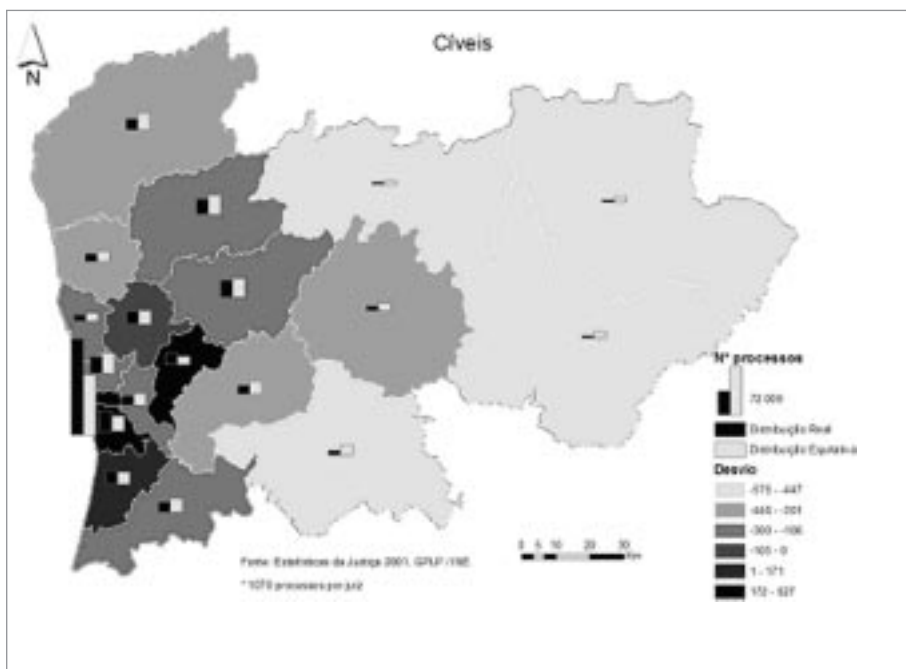 Cíveis
N
Nº processos
72 000
Distribuição Real
Distribuição Equitativa
Desvio
-575 - -447
-446 - -301
-300 - -106
-105 - 0
1 - 171
172 - 527
0 5 10 20 30
Km
Fonte: Estatísticas da Justiça 2001, GPLP /INE.
* 1070 processos por juiz